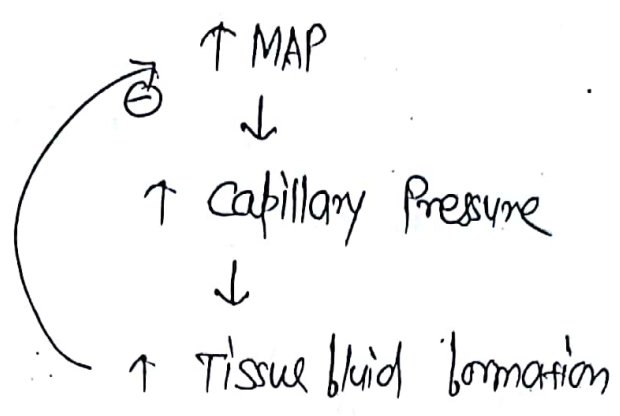 ↑ MAP
⊖
↓
↑ Capillary Pressure
↓
↑ Tissue fluid formation